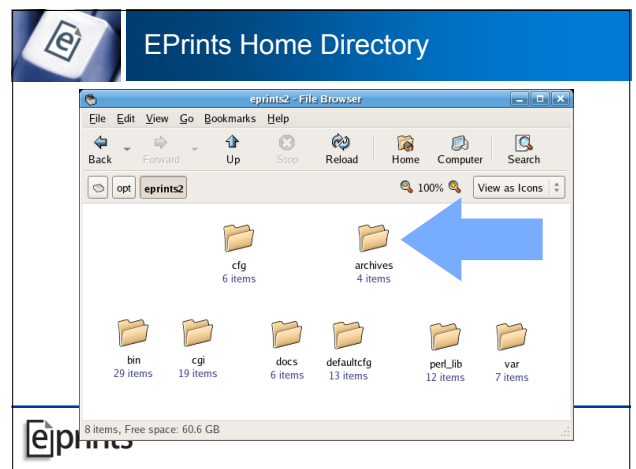 e
EPrints Home Directory
eprints2 - File Browser
File Edit View Go Bookmarks Help
Back Forward Up Stop Reload Home Computer Search
opt eprints2 100% View as Icons
cfg archives
6 items 4 items
bin cgi docs defaultcfg perl_lib var
29 items 19 items 6 items 13 items 12 items 7 items
8 items, Free space: 60.6 GB
eprints